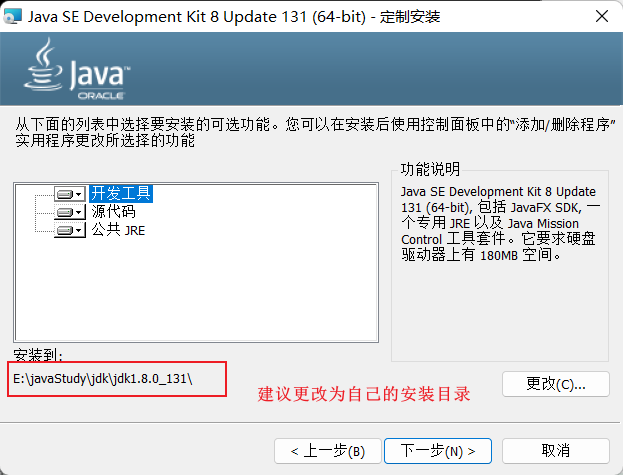 Java SE Development Kit 8 Update 131 (64-bit) - 定制安装
Java™
ORACLE
从下面的列表中选择要安装的可选功能。您可以在安装后使用控制面板中的“添加/删除程序”
实用程序更改所选择的功能
开发工具
源代码
公共 JRE
功能说明
Java SE Development Kit 8 Update
131 (64-bit), 包括 JavaFX SDK, 一
个专用 JRE 以及 Java Mission
Control 工具套件。它要求硬盘
驱动器上有 180MB 空间。
安装到:
E:\javaStudy\jdk\jdk1.8.0_131\
建议更改为自己的安装目录
更改(C)...
< 上一步(B)
下一步(N) >
取消